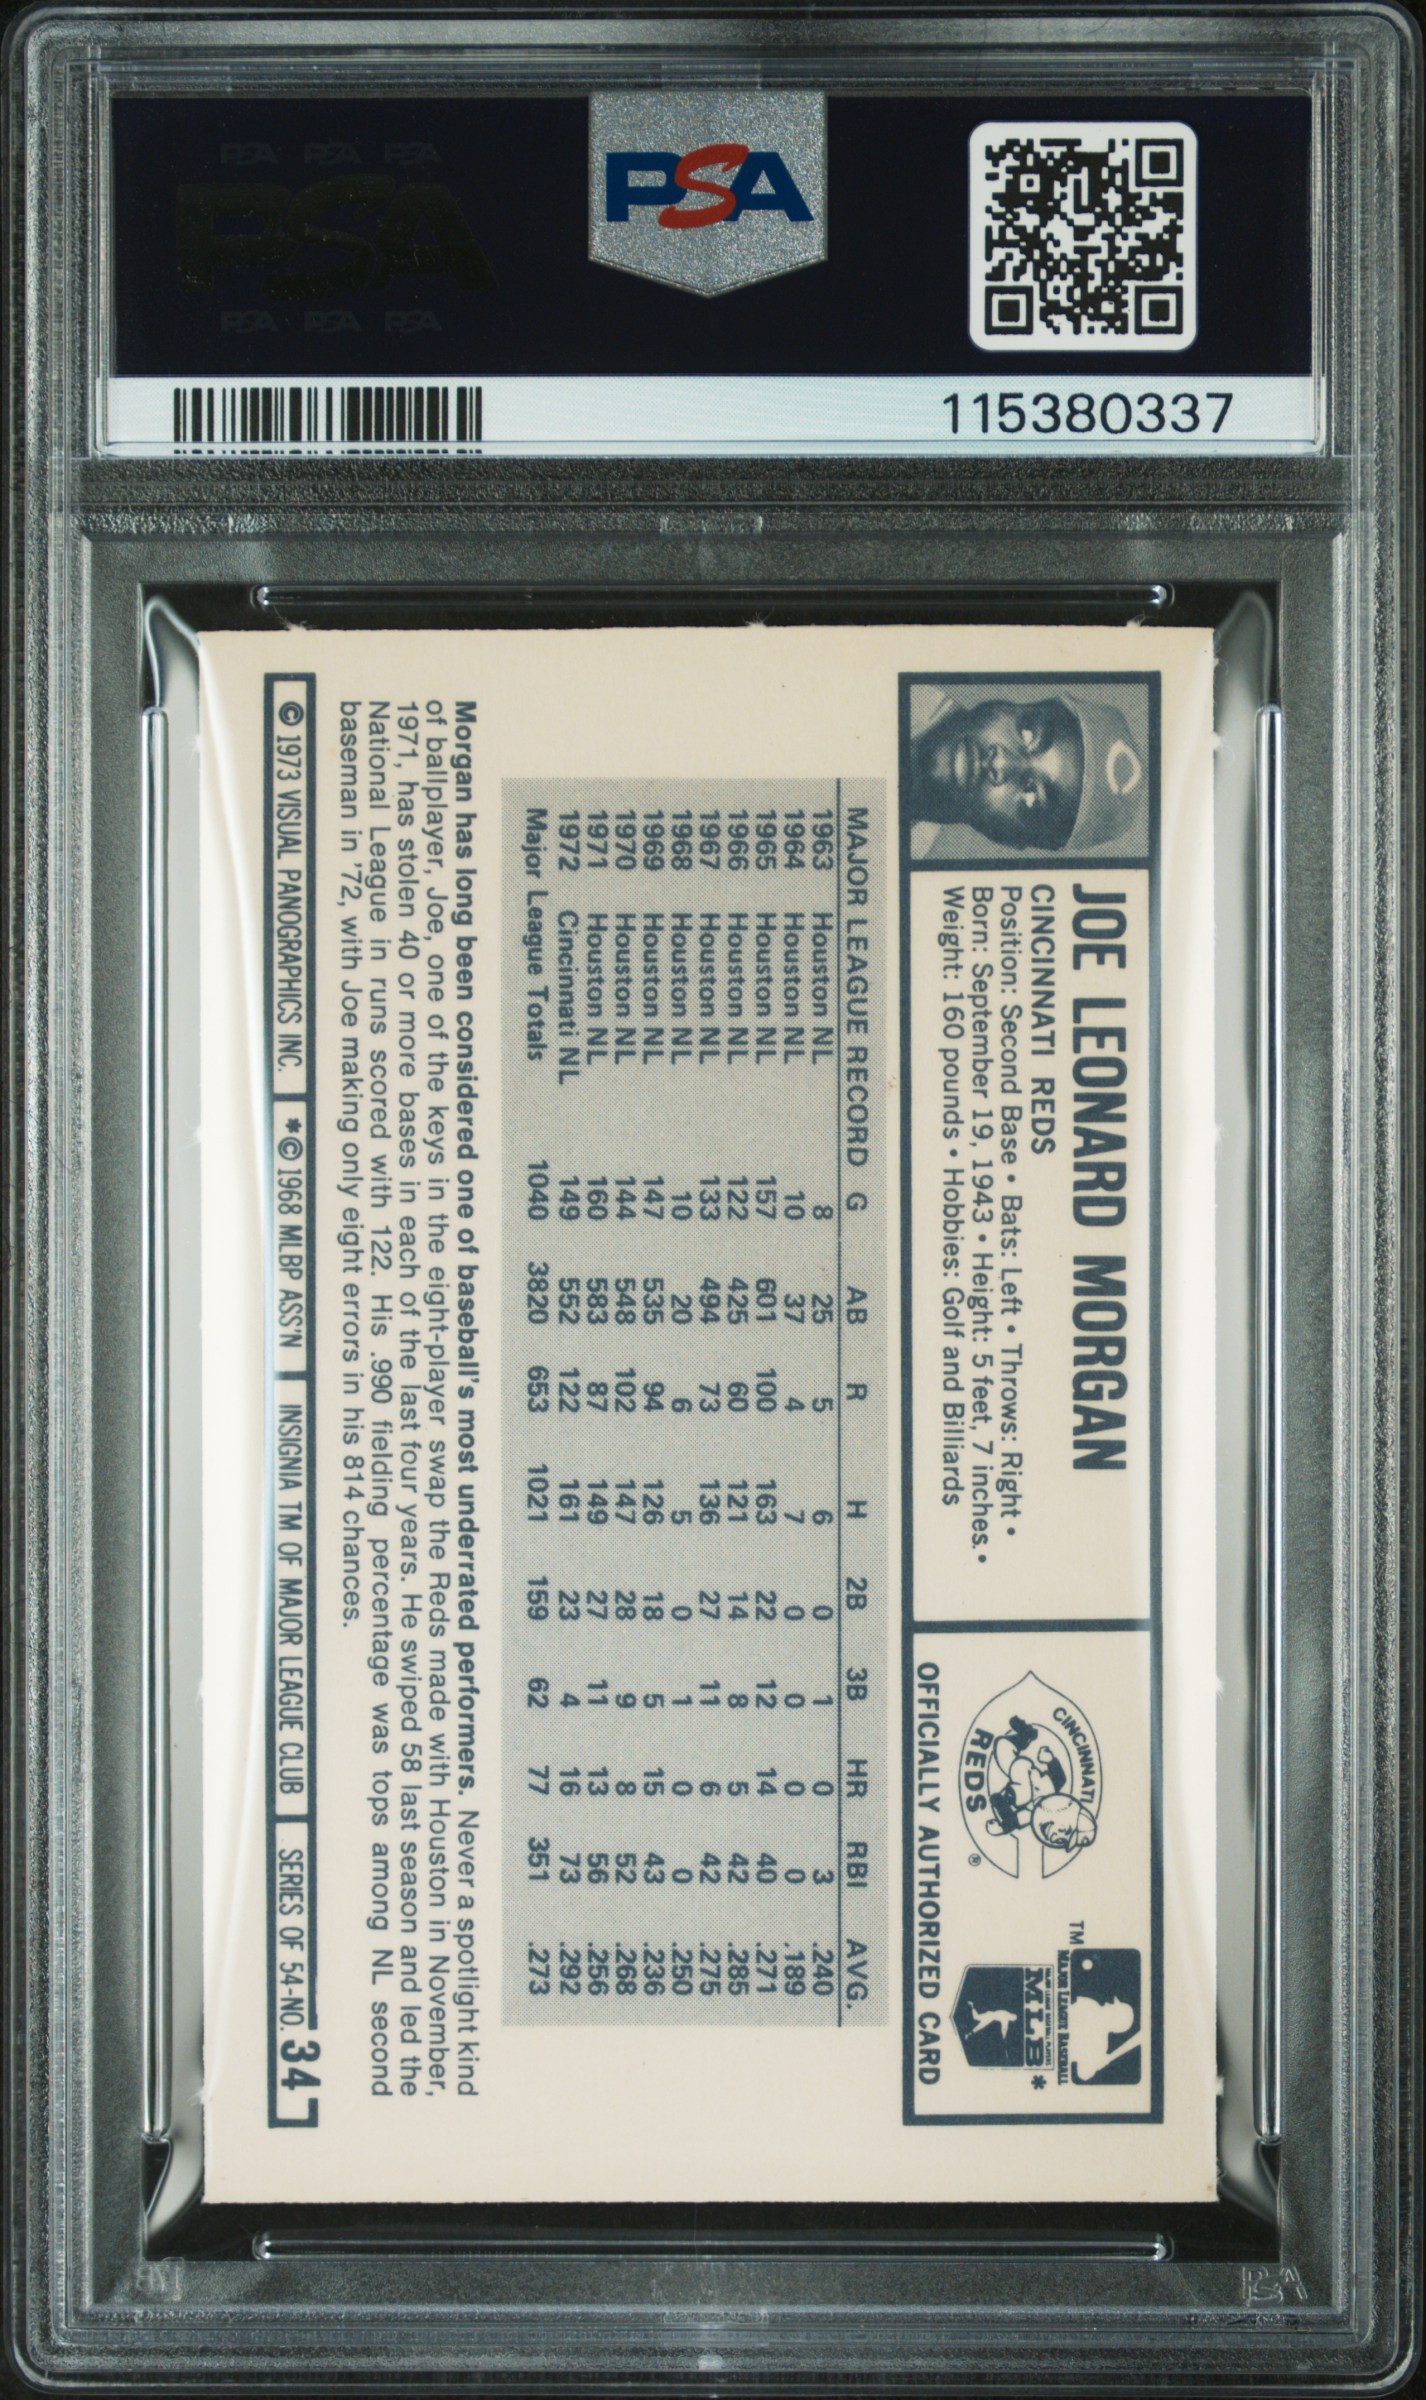 PSA PSA PSA
PSA
PSA PSA PSA
PSA
115380337
JOE LEONARD MORGAN
CINCINNATI REDS
Position: Second Base • Bats: Left • Throws: Right •
Born: September 19, 1943 • Height: 5 feet, 7 inches. •
Weight: 160 pounds • Hobbies: Golf and Billiards
CINCINNATI
REDS
®
TM
MAJOR LEAGUE BASEBALL
MLB*
OFFICIALLY AUTHORIZED CARD
MAJOR LEAGUE RECORD G AB R H 2B 3B HR RBI AVG.
1963 Houston NL 8 25 5 6 0 1 0 3 .240
1964 Houston NL 10 37 4 7 0 0 0 0 .189
1965 Houston NL 157 601 100 163 22 12 14 40 .271
1966 Houston NL 122 425 60 121 14 8 5 42 .285
1967 Houston NL 133 494 73 136 27 11 6 42 .275
1968 Houston NL 10 20 6 5 0 1 0 0 .250
1969 Houston NL 147 535 94 126 18 5 15 43 .236
1970 Houston NL 144 548 102 147 28 9 8 52 .268
1971 Houston NL 160 583 87 149 27 11 13 56 .256
1972 Cincinnati NL 149 552 122 161 23 4 16 73 .292
Major League Totals 1040 3820 653 1021 159 62 77 351 .273
Morgan has long been considered one of baseball's most underrated performers. Never a spotlight kind
of ballplayer, Joe, one of the keys in the eight-player swap the Reds made with Houston in November,
1971, has stolen 40 or more bases in each of the last four years. He swiped 58 last season and led the
National League in runs scored with 122. His .990 fielding percentage was tops among NL second
baseman in '72, with Joe making only eight errors in his 814 chances.
© 1973 VISUAL PANOGRAPHICS INC. *© 1968 MLBP ASS'N INSIGNIA TM OF MAJOR LEAGUE CLUB SERIES OF 54-NO. 34
PSA